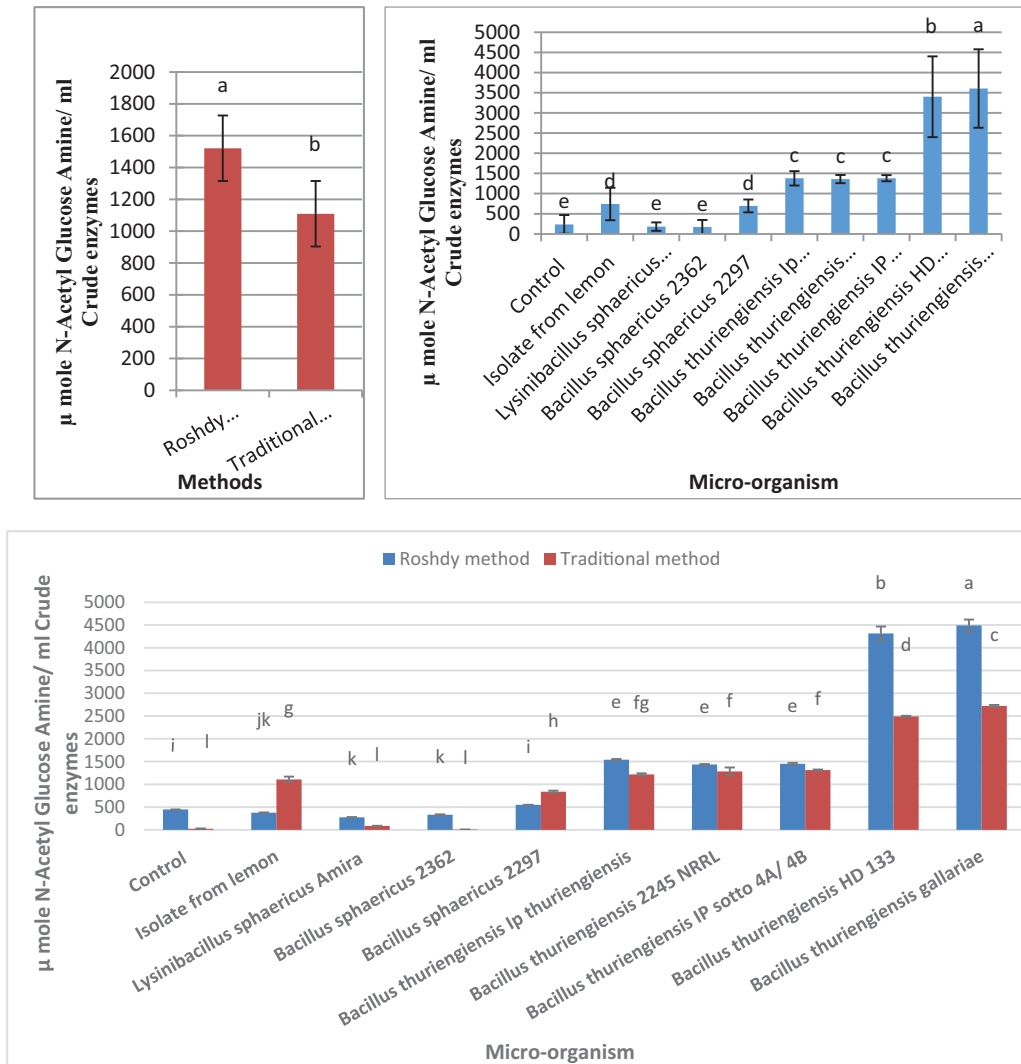 2000
1800
1600
1400
1200
1000
800
600
400
200
0
a
b
µ mole N-Acetyl Glucose Amine/ ml
Crude enzymes
Roshdy...
Traditional...
Methods
5000
4500
4000
3500
3000
2500
2000
1500
1000
500
0
e
d
e
e
d
c
c
c
b
a
µ mole N-Acetyl Glucose Amine/ ml
Crude enzymes
Control
Isolate from lemon
Lysinibacillus sphaericus...
Bacillus sphaericus 2362
Bacillus sphaericus 2297
Bacillus thuriengiensis Ip...
Bacillus thuriengiensis...
Bacillus thuriengiensis IP...
Bacillus thuriengiensis HD...
Bacillus thuriengiensis...
Micro-organism
Roshdy method
Traditional method
5000
4500
4000
3500
3000
2500
2000
1500
1000
500
0
i
l
jk
g
k
l
k
l
i
h
e
fg
e
f
e
f
b
d
a
c
µ mole N-Acetyl Glucose Amine/ ml Crude
enzymes
Control
Isolate from lemon
Lysinibacillus sphaericus Amira
Bacillus sphaericus 2362
Bacillus sphaericus 2297
Bacillus thuriengiensis Ip thuriengiensis
Bacillus thuriengiensis 2245 NRRL
Bacillus thuriengiensis IP sotto 4A/ 4B
Bacillus thuriengiensis HD 133
Bacillus thuriengiensis gallariae
Micro-organism